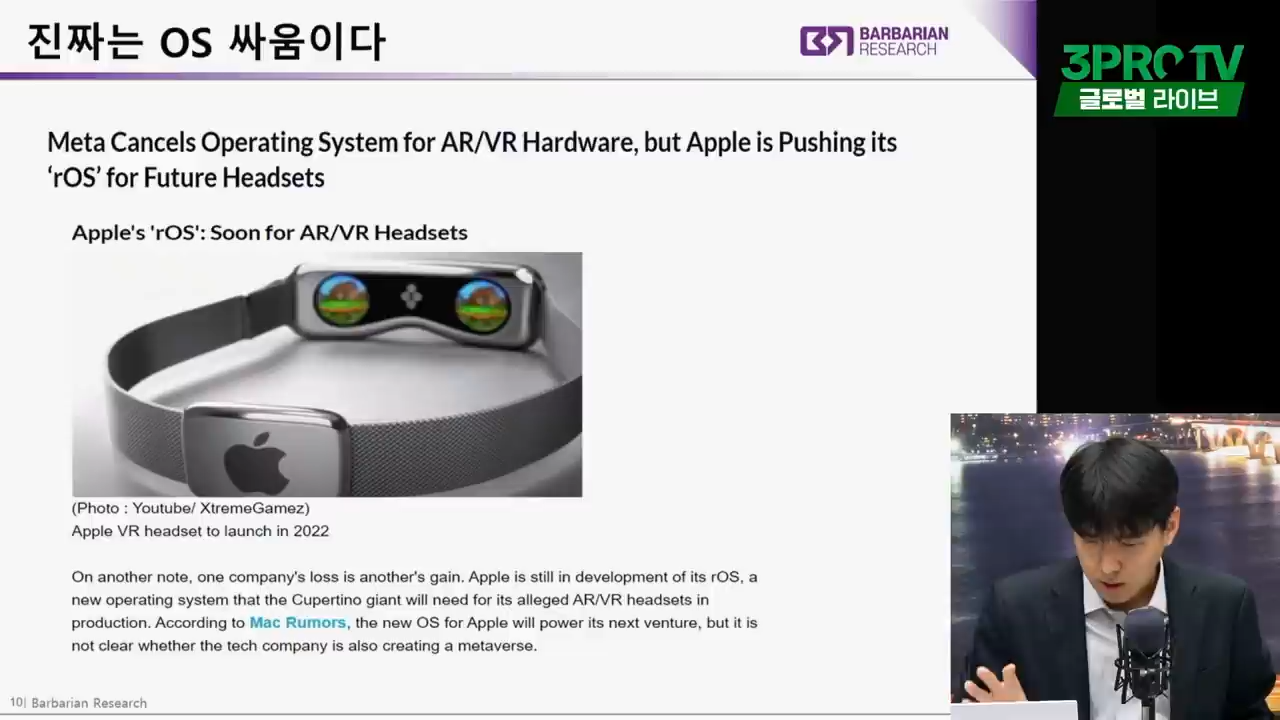 진짜는 OS 싸움이다
BARBARIAN
RESEARCH
3PRO TV
글로벌 라이브
Meta Cancels Operating System for AR/VR Hardware, but Apple is Pushing its
‘rOS’ for Future Headsets
Apple's 'rOS': Soon for AR/VR Headsets
(Photo : Youtube/ XtremeGamez)
Apple VR headset to launch in 2022
On another note, one company's loss is another's gain. Apple is still in development of its rOS, a
new operating system that the Cupertino giant will need for its alleged AR/VR headsets in
production. According to Mac Rumors, the new OS for Apple will power its next venture, but it is
not clear whether the tech company is also creating a metaverse.
10| Barbarian Research